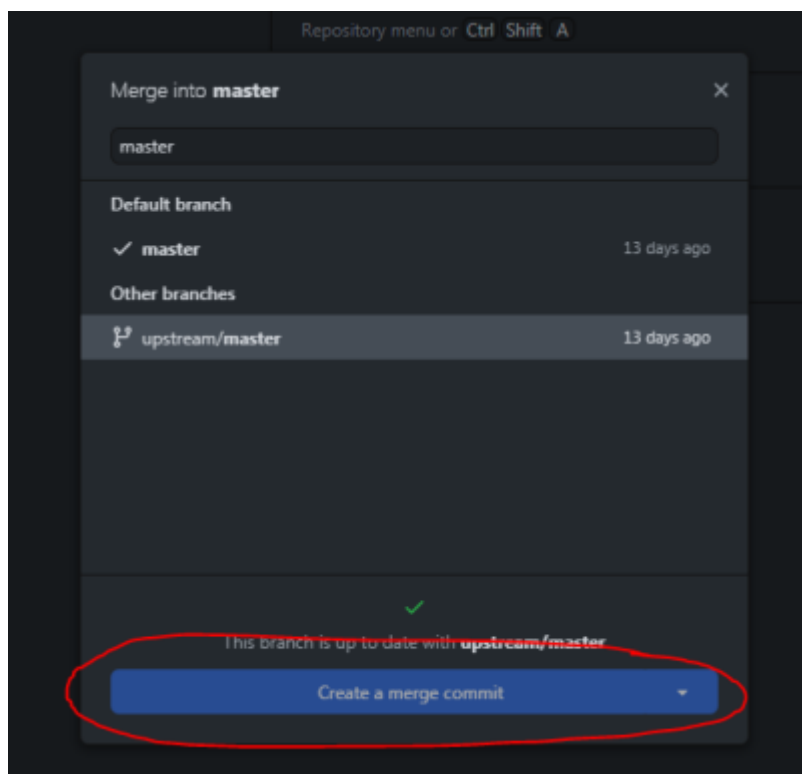 Repository menu or Ctrl Shift A
Merge into master
master
Default branch
master 13 days ago
Other branches
upstream/master 13 days ago
This branch is up to date with upstream/master
Create a merge commit